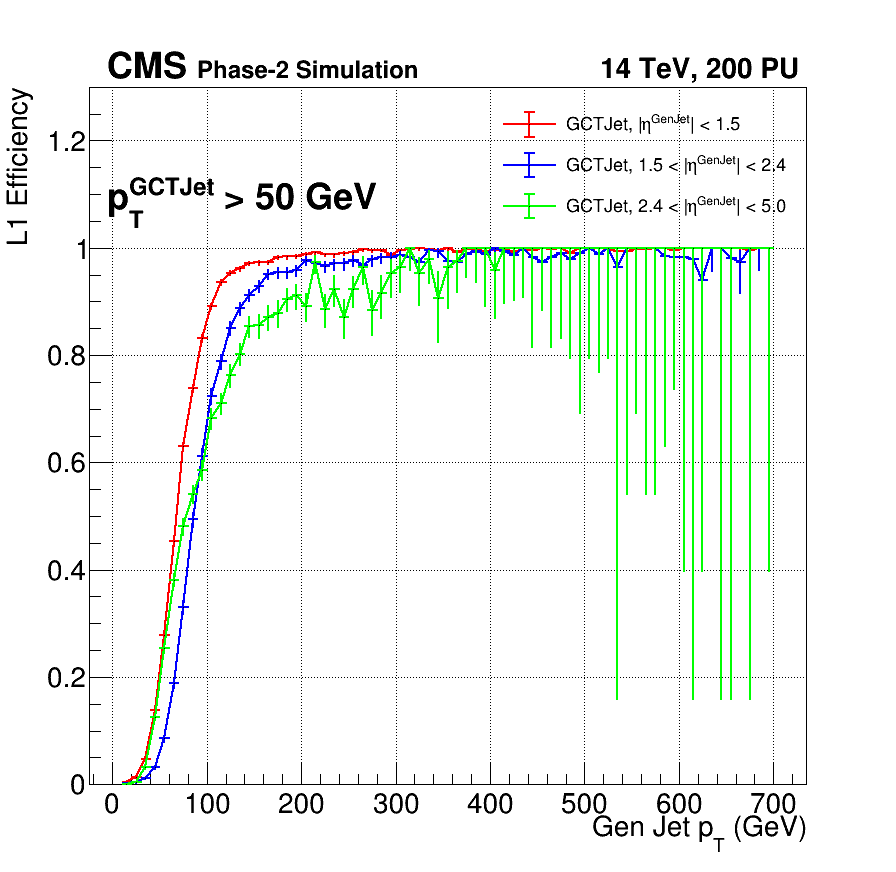 CMS Phase-2 Simulation 14 TeV, 200 PU
L1 Efficiency
GCTJet, |η^GenJet| < 1.5
GCTJet, 1.5 < |η^GenJet| < 2.4
GCTJet, 2.4 < |η^GenJet| < 5.0
p_T^GCTJet > 50 GeV
1.2
1
0.8
0.6
0.4
0.2
0
0 100 200 300 400 500 600 700
Gen Jet p_T (GeV)